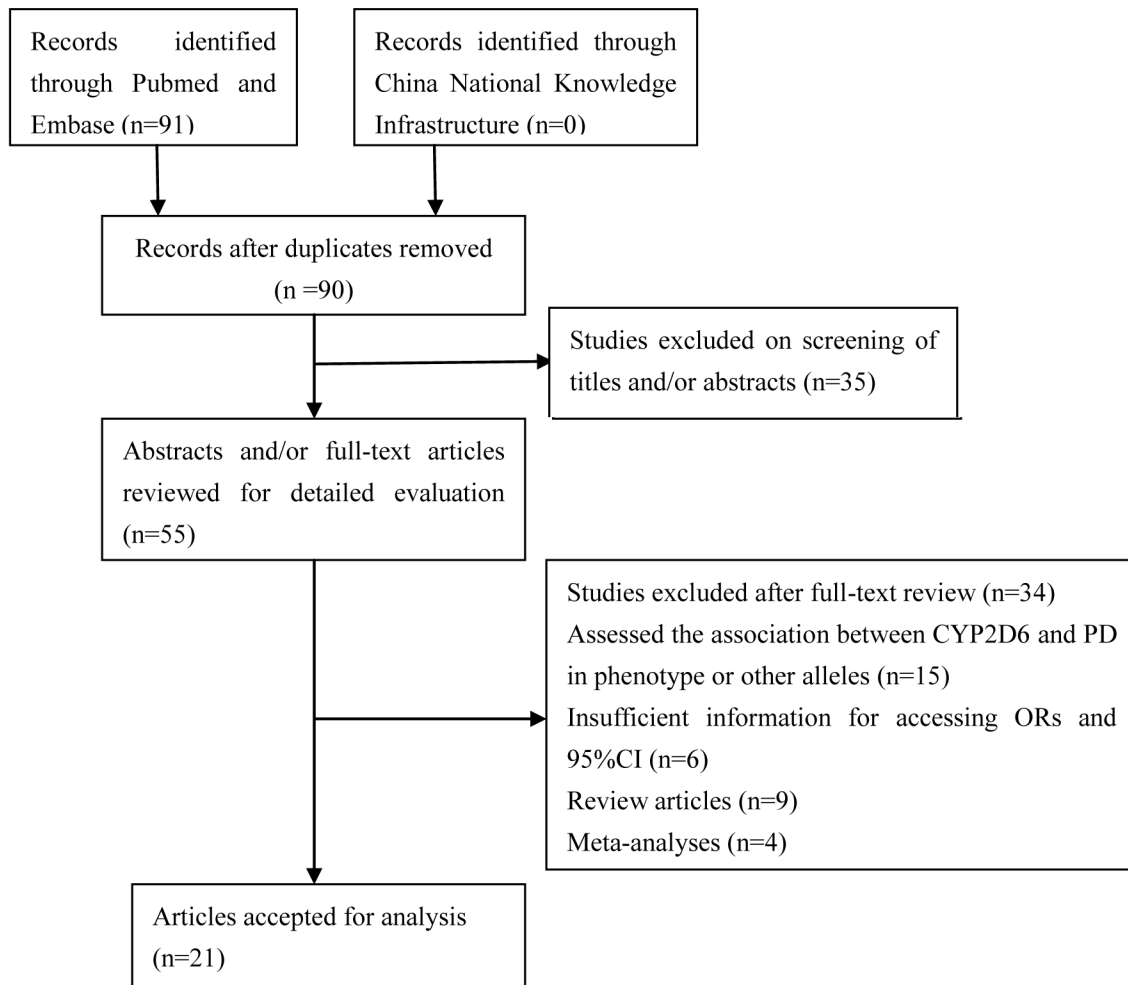 Records identified
through Pubmed and
Embase (n=91)
Records identified through
China National Knowledge
Infrastructure (n=0)
Records after duplicates removed
(n =90)
Studies excluded on screening of
titles and/or abstracts (n=35)
Abstracts and/or full-text articles
reviewed for detailed evaluation
(n=55)
Studies excluded after full-text review (n=34)
Assessed the association between CYP2D6 and PD
in phenotype or other alleles (n=15)
Insufficient information for accessing ORs and
95%CI (n=6)
Review articles (n=9)
Meta-analyses (n=4)
Articles accepted for analysis
(n=21)